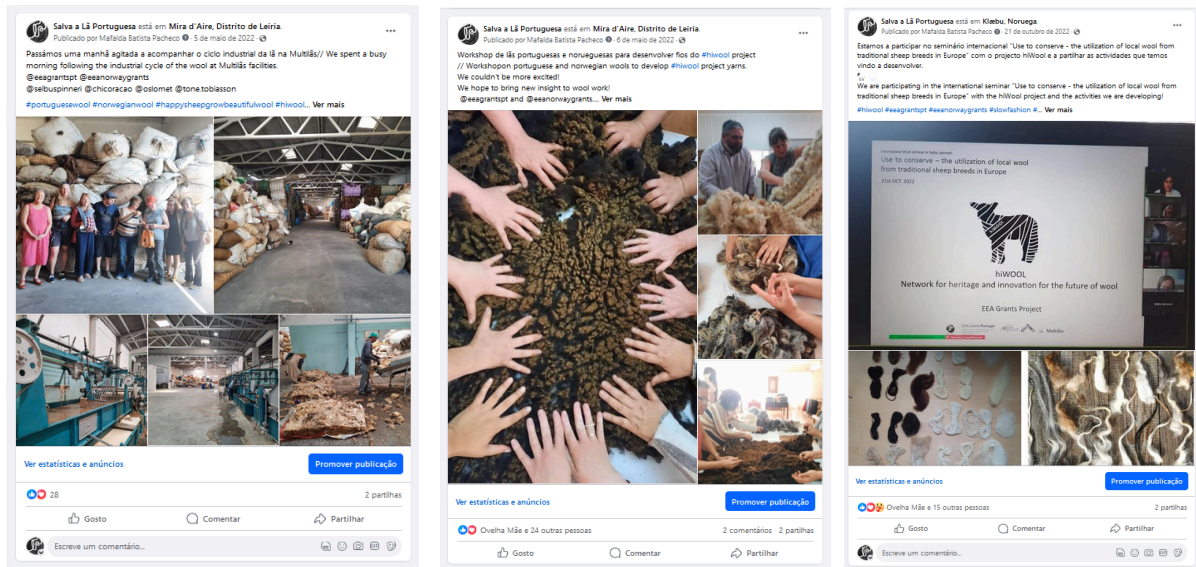 Salva a Lã Portuguesa está em Mira d'Aire, Distrito de Leiria.
Publicado por Mafalda Batista Pacheco · 5 de maio de 2022 ·
Passámos uma manhã agitada a acompanhar o ciclo industrial da lã na Multilãs// We spent a busy
morning following the industrial cycle of the wool at Multilãs facilities.
@eeagrantspt @eeanorwaygrants
@selbuspinneri @chicoracao @oslomet @tone.tobiasson
#portuguesewool #norwegianwool #happysheepgrowbeautifulwool #hiwool... Ver mais
Ver estatísticas e anúncios
Promover publicação
28
2 partilhas
Gosto
Comentar
Partilhar
Escreve um comentário...
Salva a Lã Portuguesa está em Mira d'Aire, Distrito de Leiria.
Publicado por Mafalda Batista Pacheco · 6 de maio de 2022 ·
Workshop de lãs portuguesas e norueguesas para desenvolver fios do #hiwool project
// Workshopon portuguese and norwegian wools to develop #hiwool project yarns.
We couldn't be more excited!
We hope to bring new insight to wool work!
@eeagrantspt and @eeanorwaygrants.... Ver mais
Ver estatísticas e anúncios
Promover publicação
Ovelha Mãe e 24 outras pessoas
2 comentários 2 partilhas
Gosto
Comentar
Partilhar
Salva a Lã Portuguesa está em Klæbu, Noruega.
Publicado por Mafalda Batista Pacheco · 21 de outubro de 2022 ·
Estamos a participar no seminário internacional "Use to conserve - the utilization of local wool from
traditional sheep breeds in Europe" com o projecto hiWool e a partilhar as actividades que temos
vindo a desenvolver.
We are participating in the international seminar "Use to conserve - the utilization of local wool from
traditional sheep breeds in Europe" with the hiWool project and the activities we are developing!
#hiwool #eeagrantspt #eeanorwaygrants #slowfashion #... Ver mais
Use to conserve – the utilization of local wool
from traditional sheep breeds in Europe
21st OCT. 2022
hiWOOL
Network for heritage and innovation for the future of wool
EEA Grants Project
Ver estatísticas e anúncios
Promover publicação
Ovelha Mãe e 15 outras pessoas
2 partilhas
Gosto
Comentar
Partilhar
Escreve um comentário...